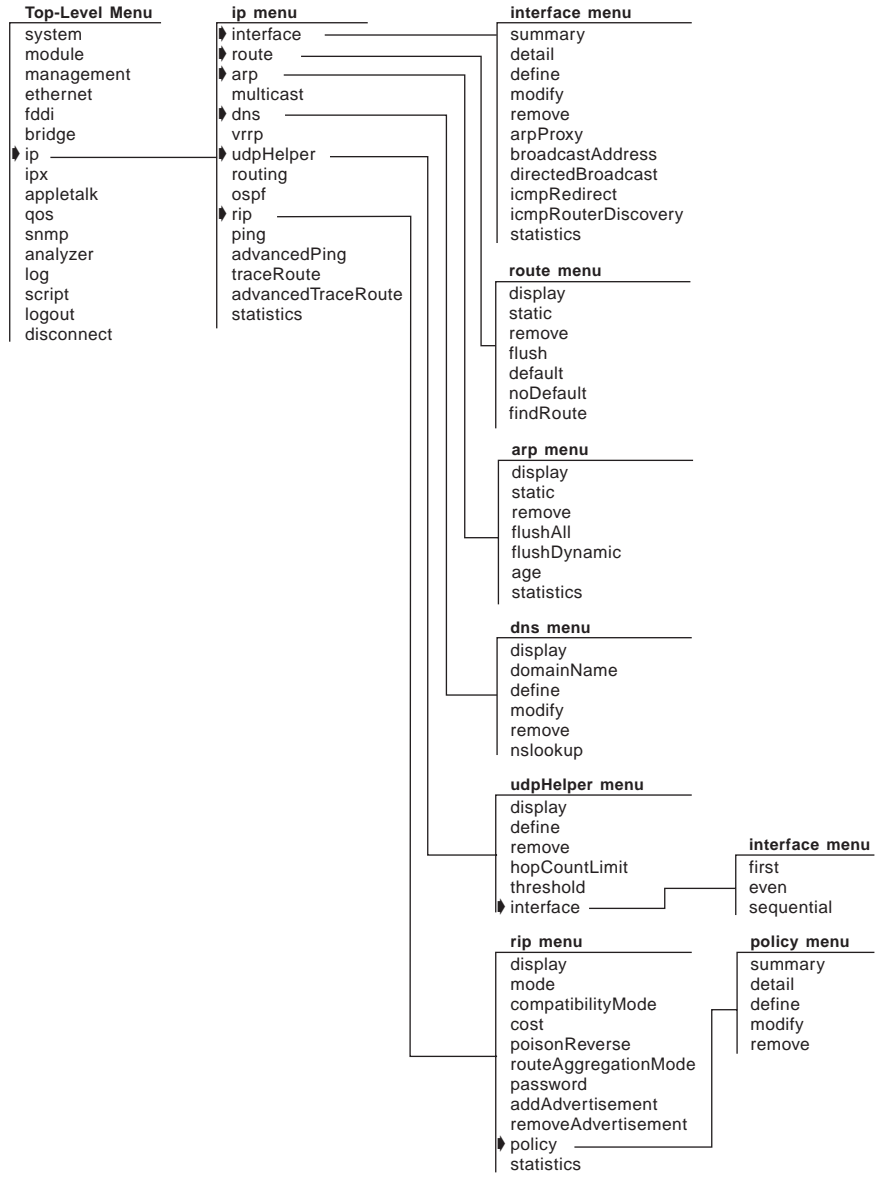 Top-Level Menu
system
module
management
ethernet
fddi
bridge
ip
ipx
appletalk
qos
snmp
analyzer
log
script
logout
disconnect
ip menu
interface
route
arp
multicast
dns
vrrp
udpHelper
routing
ospf
rip
ping
advancedPing
traceRoute
advancedTraceRoute
statistics
interface menu
summary
detail
define
modify
remove
arpProxy
broadcastAddress
directedBroadcast
icmpRedirect
icmpRouterDiscovery
statistics
route menu
display
static
remove
flush
default
noDefault
findRoute
arp menu
display
static
remove
flushAll
flushDynamic
age
statistics
dns menu
display
domainName
define
modify
remove
nslookup
udpHelper menu
display
define
remove
hopCountLimit
threshold
interface
interface menu
first
even
sequential
rip menu
display
mode
compatibilityMode
cost
poisonReverse
routeAggregationMode
password
addAdvertisement
removeAdvertisement
policy
statistics
policy menu
summary
detail
define
modify
remove